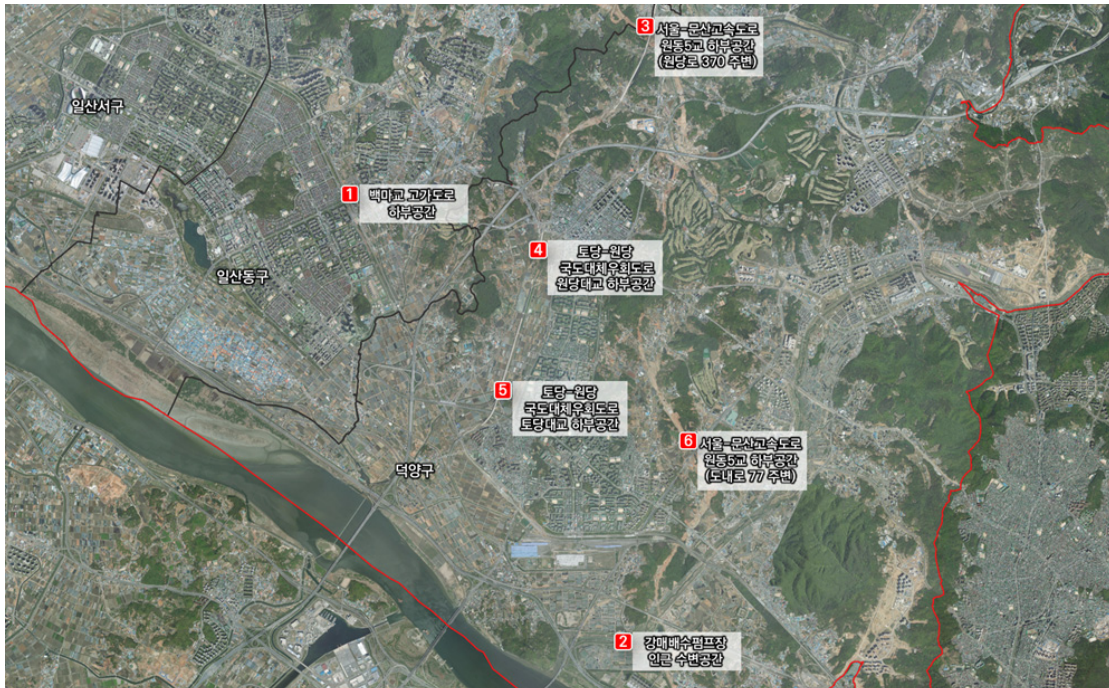 3
서울-문산고속도로
원동5교 하부공간
(원당로 370 주변)
일산서구
1
백마교 고가도로
하부공간
4
토당-원당
국도대체우회도로
원당대교 하부공간
일산동구
5
토당-원당
국도대체우회도로
토당대교 하부공간
6
서울-문산고속도로
원동5교 하부공간
(도내로 77 주변)
덕양구
2
강매배수펌프장
인근 수변공간